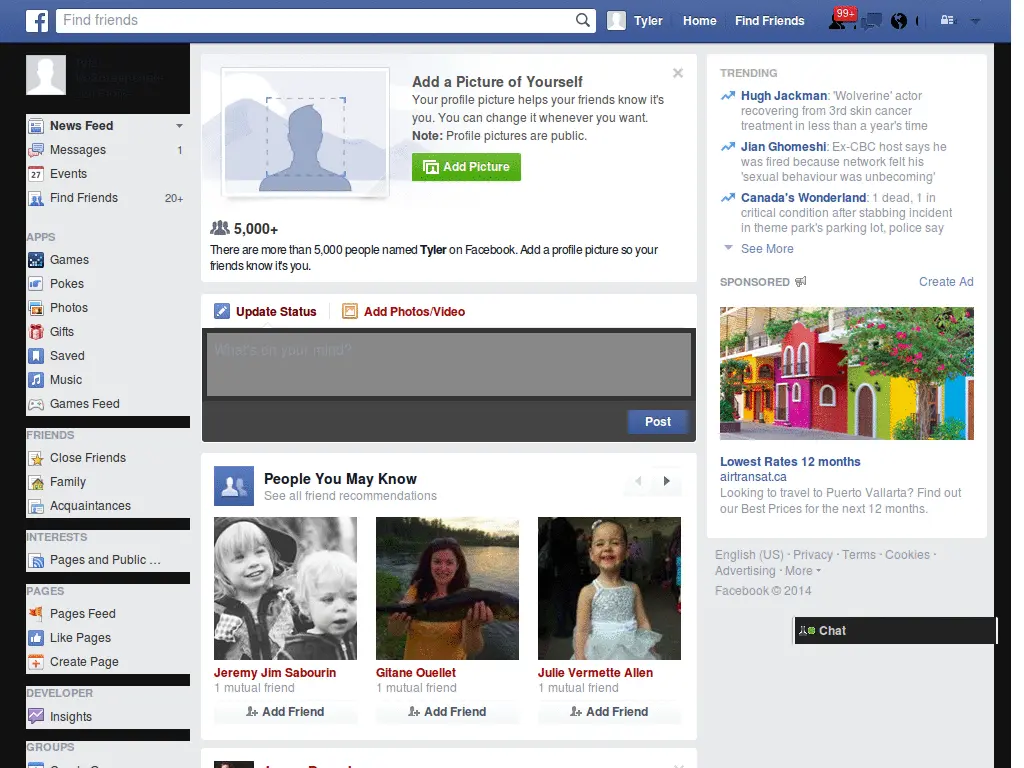 Find friends
Tyler
Home
Find Friends
99+
News Feed
Messages 1
Events
Find Friends 20+
APPS
Games
Pokes
Photos
Gifts
Saved
Music
Games Feed
FRIENDS
Close Friends
Family
Acquaintances
INTERESTS
Pages and Public ...
PAGES
Pages Feed
Like Pages
Create Page
DEVELOPER
Insights
GROUPS
Add a Picture of Yourself
Your profile picture helps your friends know it's
you. You can change it whenever you want.
Note: Profile pictures are public.
Add Picture
5,000+
There are more than 5,000 people named Tyler on Facebook. Add a profile picture so your
friends know it's you.
Update Status
Add Photos/Video
What's on your mind?
Post
People You May Know
See all friend recommendations
Jeremy Jim Sabourin
1 mutual friend
Add Friend
Gitane Ouellet
1 mutual friend
Add Friend
Julie Vermette Allen
1 mutual friend
Add Friend
TRENDING
Hugh Jackman: 'Wolverine' actor
recovering from 3rd skin cancer
treatment in less than a year's time
Jian Ghomeshi: Ex-CBC host says he
was fired because network felt his
'sexual behaviour was unbecoming'
Canada's Wonderland: 1 dead, 1 in
critical condition after stabbing incident
in theme park's parking lot, police say
See More
SPONSORED
Create Ad
Lowest Rates 12 months
airtransat.ca
Looking to travel to Puerto Vallarta? Find out
our Best Prices for the next 12 months.
English (US) · Privacy · Terms · Cookies ·
Advertising · More
Facebook © 2014
Chat